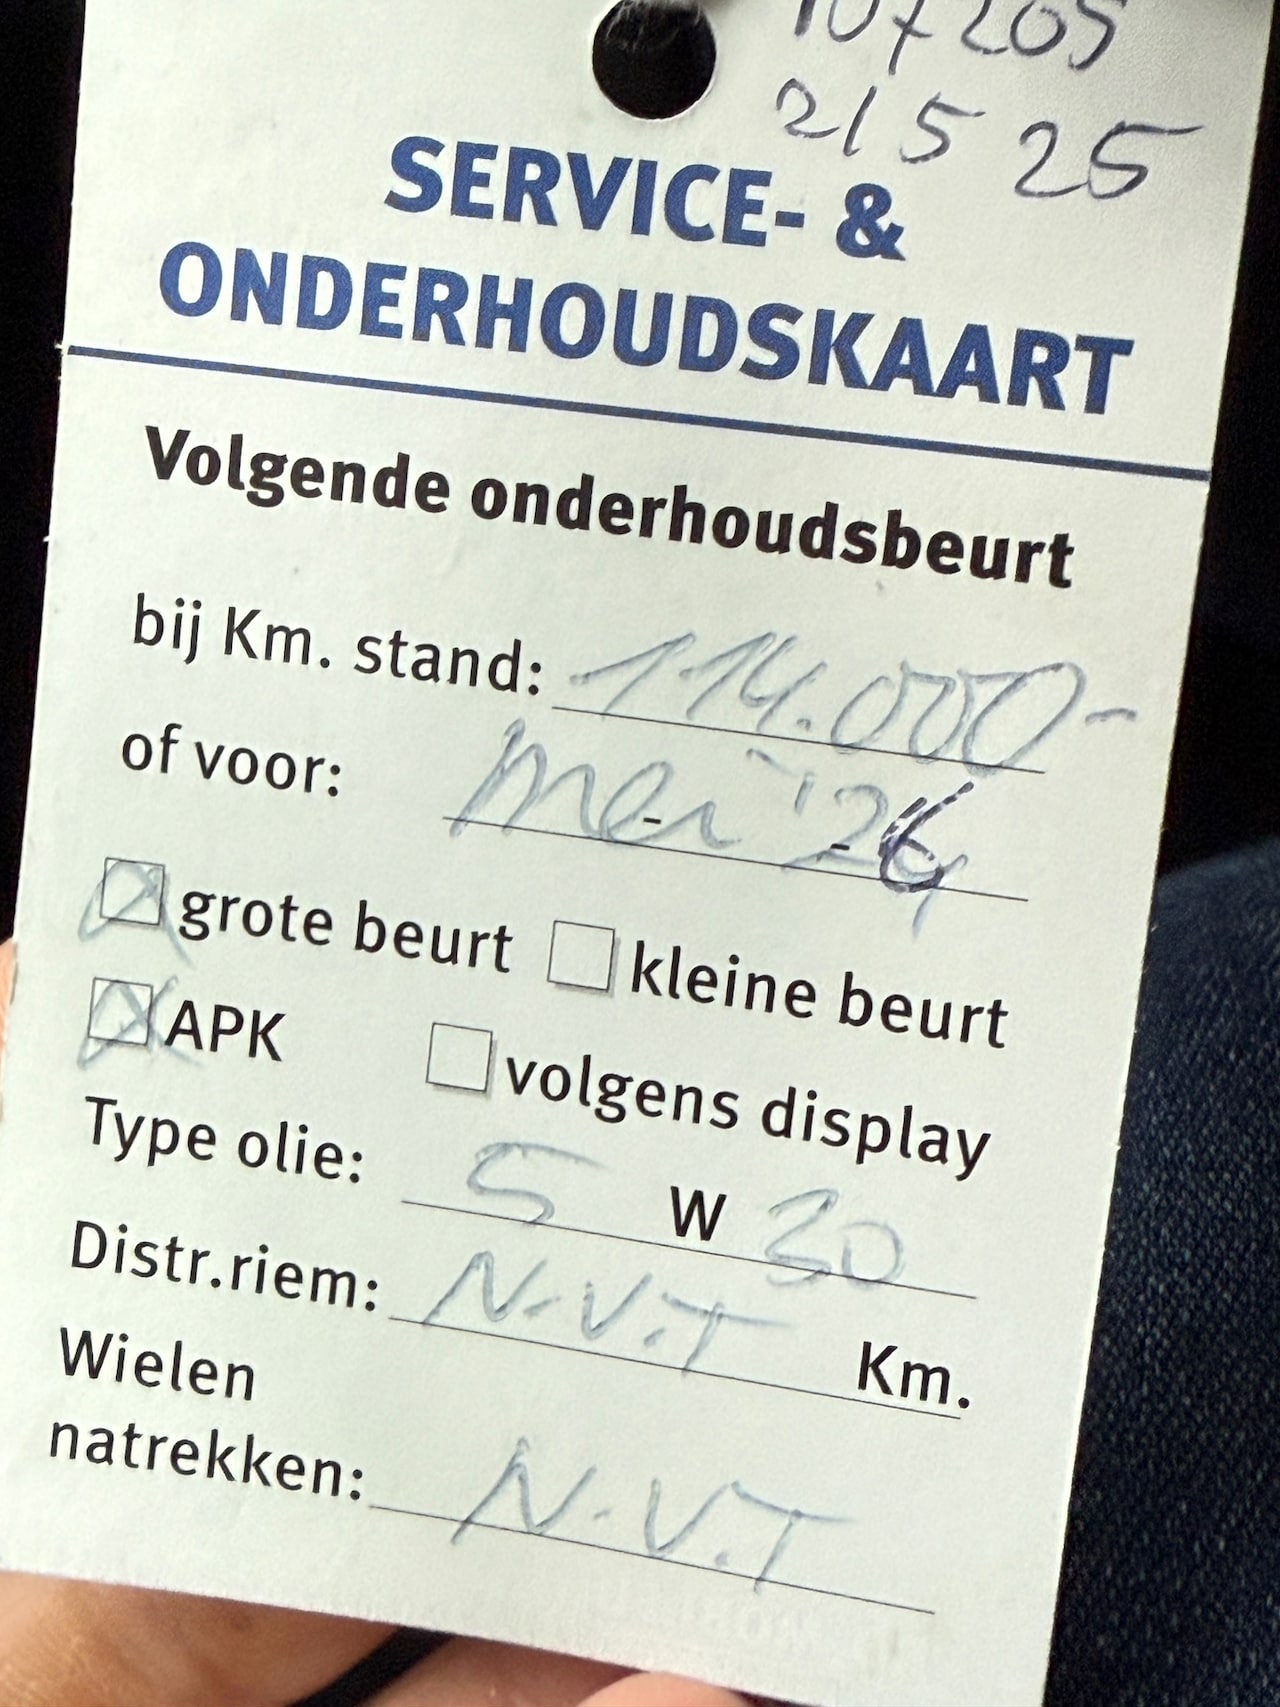 107205
21 5 25
SERVICE- &
ONDERHOUDSKAART
Volgende onderhoudsbeurt
bij Km. stand: 114.000-
of voor: mei '26
grote beurt kleine beurt
APK volgens display
Type olie: 5 W 30
Distr.riem: N.V.T Km.
Wielen
natrekken: N.V.T